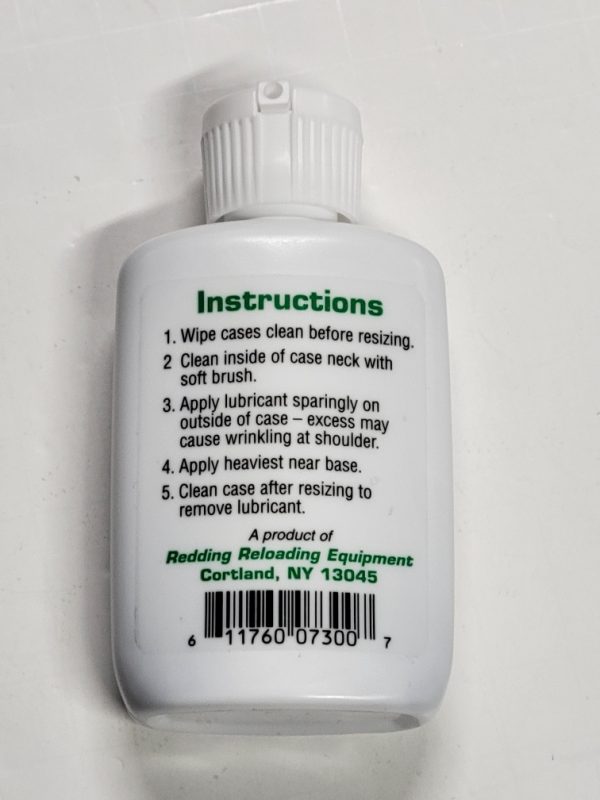 Instructions
1. Wipe cases clean before resizing.
2 Clean inside of case neck with
soft brush.
3. Apply lubricant sparingly on
outside of case – excess may
cause wrinkling at shoulder.
4. Apply heaviest near base.
5. Clean case after resizing to
remove lubricant.
A product of
Redding Reloading Equipment
Cortland, NY 13045
6 11760 07300 7